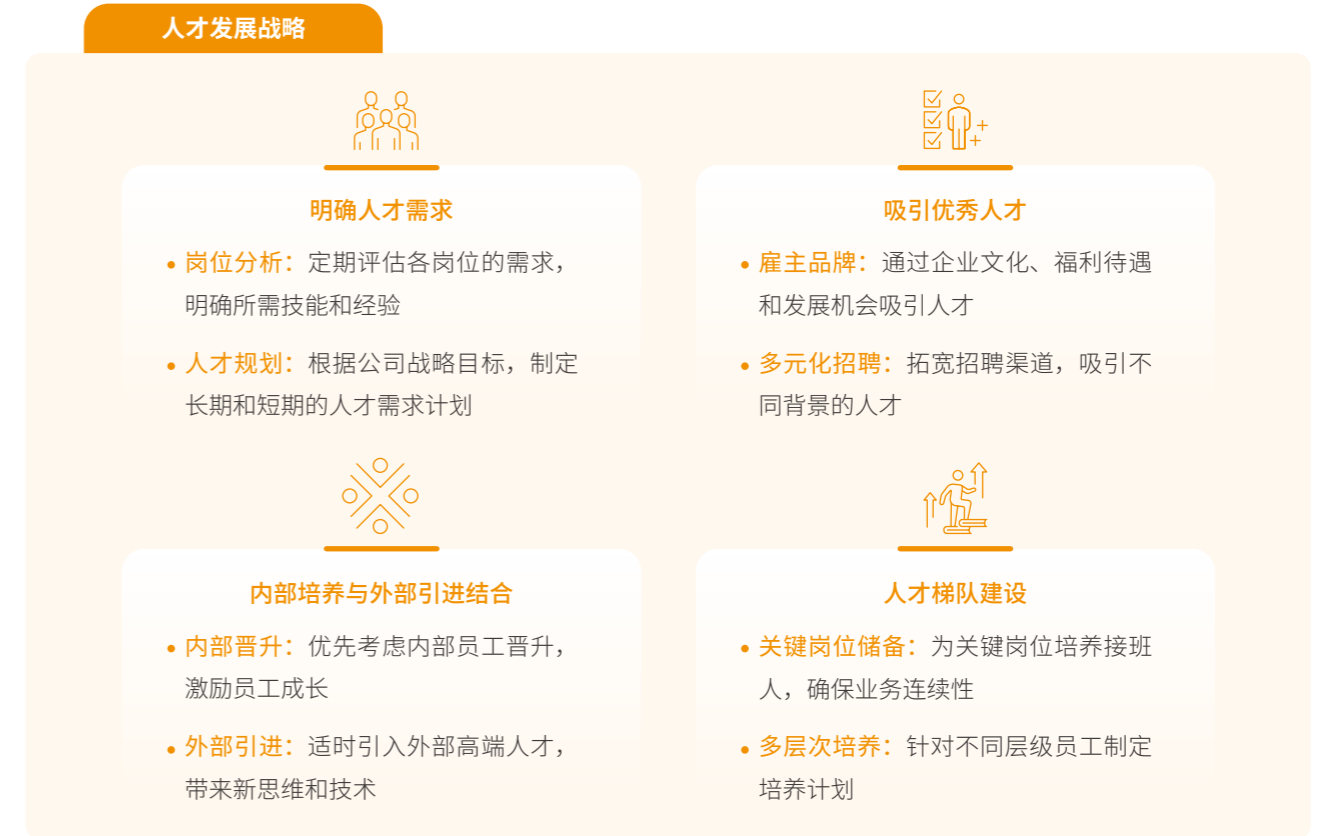 人才发展战略
明确人才需求
• 岗位分析：定期评估各岗位的需求，
明确所需技能和经验
• 人才规划：根据公司战略目标，制定
长期和短期的人才需求计划
吸引优秀人才
• 雇主品牌：通过企业文化、福利待遇
和发展机会吸引人才
• 多元化招聘：拓宽招聘渠道，吸引不
同背景的人才
内部培养与外部引进结合
• 内部晋升：优先考虑内部员工晋升，
激励员工成长
• 外部引进：适时引入外部高端人才，
带来新思维和技术
人才梯队建设
• 关键岗位储备：为关键岗位培养接班
人，确保业务连续性
• 多层次培养：针对不同层级员工制定
培养计划